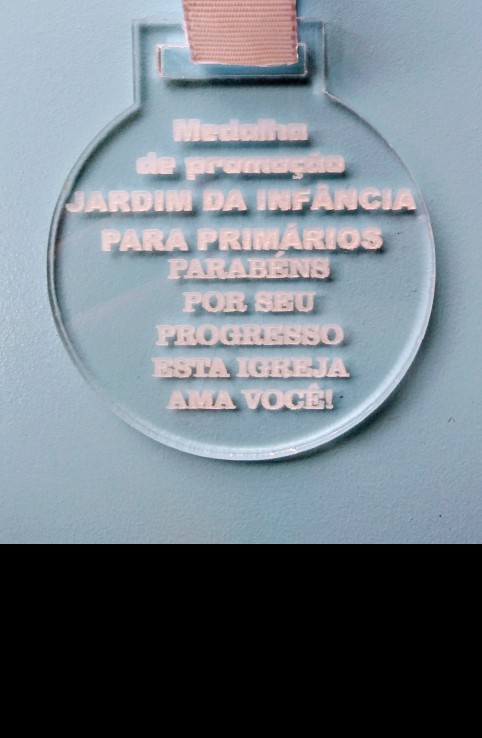 Medalha
de promoção
JARDIM DA INFÂNCIA
PARA PRIMÁRIOS
PARABÉNS
POR SEU
PROGRESSO
ESTA IGREJA
AMA VOCÊ!